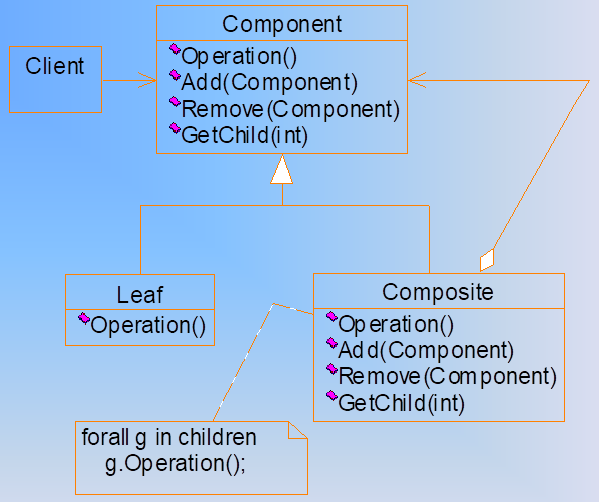 Component
Operation()
Add(Component)
Remove(Component)
GetChild(int)
Client
Leaf
Operation()
Composite
Operation()
Add(Component)
Remove(Component)
GetChild(int)
forall g in children
g.Operation();